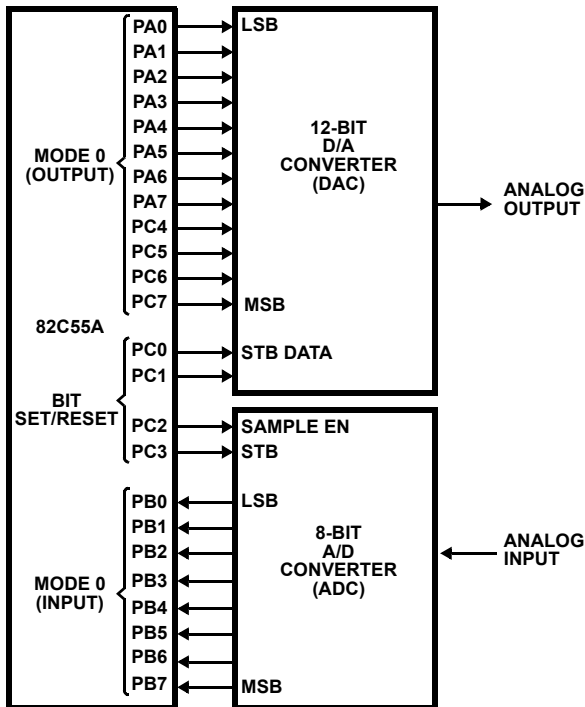 PA0
LSB
PA1
PA2
PA3
PA4
MODE 0
(OUTPUT)
PA5
PA6
PA7
PC4
PC5
PC6
PC7
MSB
12-BIT
D/A
CONVERTER
(DAC)
ANALOG
OUTPUT
82C55A
BIT
SET/RESET
PC0
STB DATA
PC1
PC2
SAMPLE EN
PC3
STB
MODE 0
(INPUT)
PB0
LSB
PB1
PB2
PB3
PB4
PB5
PB6
PB7
MSB
8-BIT
A/D
CONVERTER
(ADC)
ANALOG
INPUT